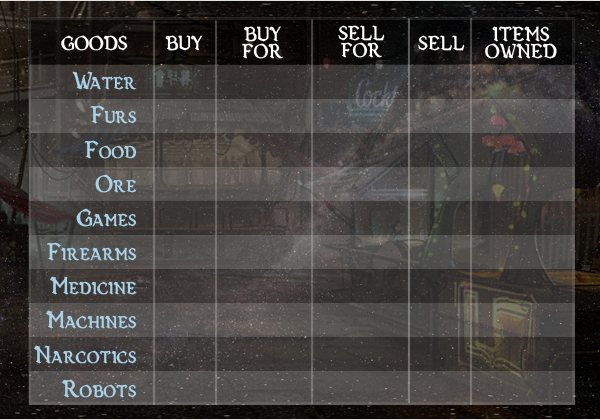 GOODS BUY BUY FOR SELL FOR SELL ITEMS OWNED
WATER
FURS
FOOD
ORE
GAMES
FIREARMS
MEDICINE
MACHINES
NARCOTICS
ROBOTS